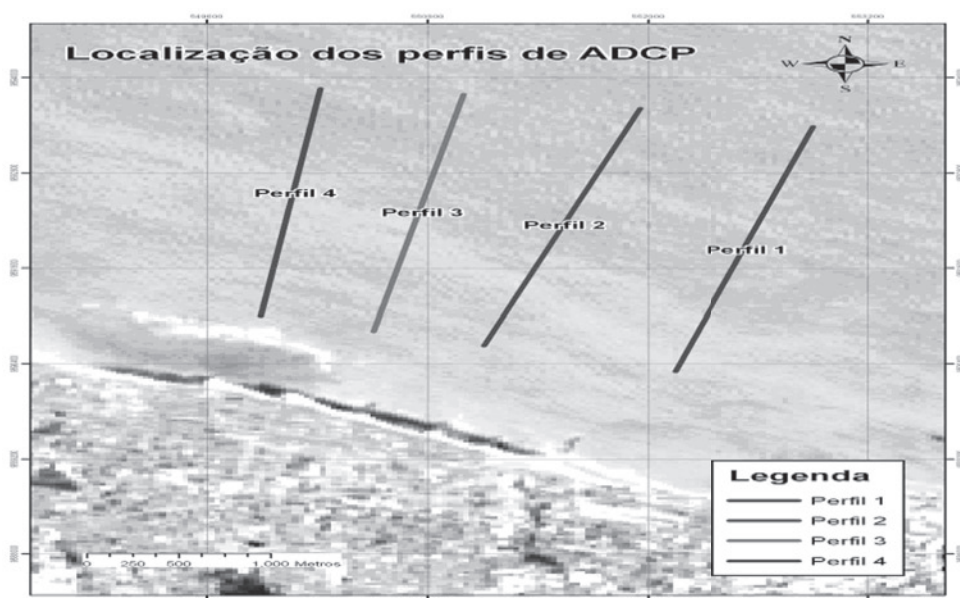 Localização dos perfis de ADCP
N
W E
S
Perfil 4
Perfil 3
Perfil 2
Perfil 1
Legenda
Perfil 1
Perfil 2
Perfil 3
Perfil 4
0 250 500 1.000 Metros